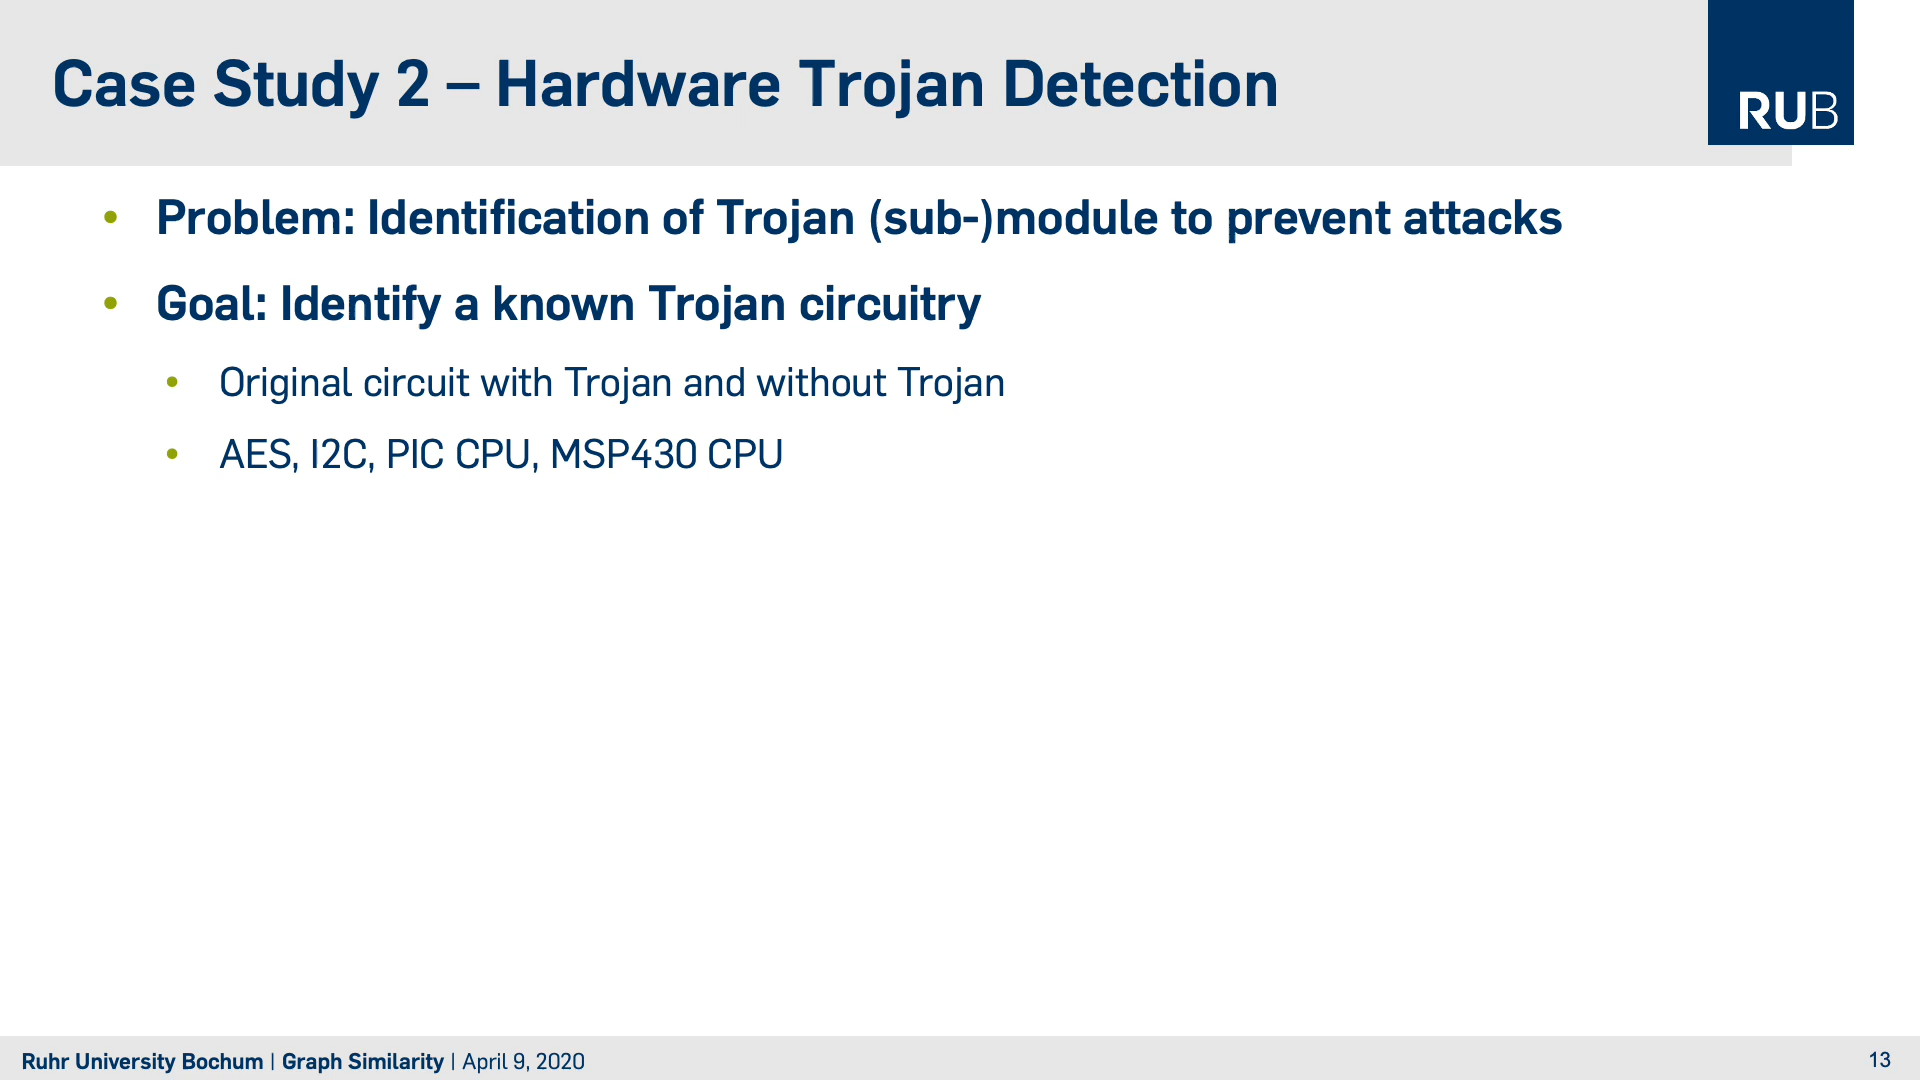 Case Study 2 – Hardware Trojan Detection
RUB
• Problem: Identification of Trojan (sub-)module to prevent attacks
• Goal: Identify a known Trojan circuitry
• Original circuit with Trojan and without Trojan
• AES, I2C, PIC CPU, MSP430 CPU
Ruhr University Bochum | Graph Similarity | April 9, 2020
13